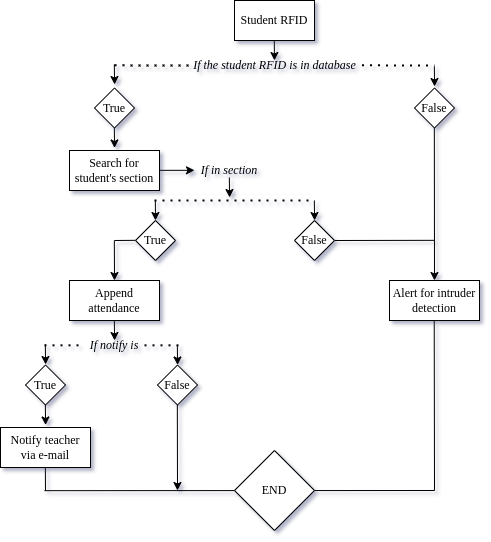 Student RFID
If the student RFID is in database
True
False
Search for
student's section
If in section
True
False
Append
attendance
Alert for intruder
detection
If notify is
True
False
Notify teacher
via e-mail
END